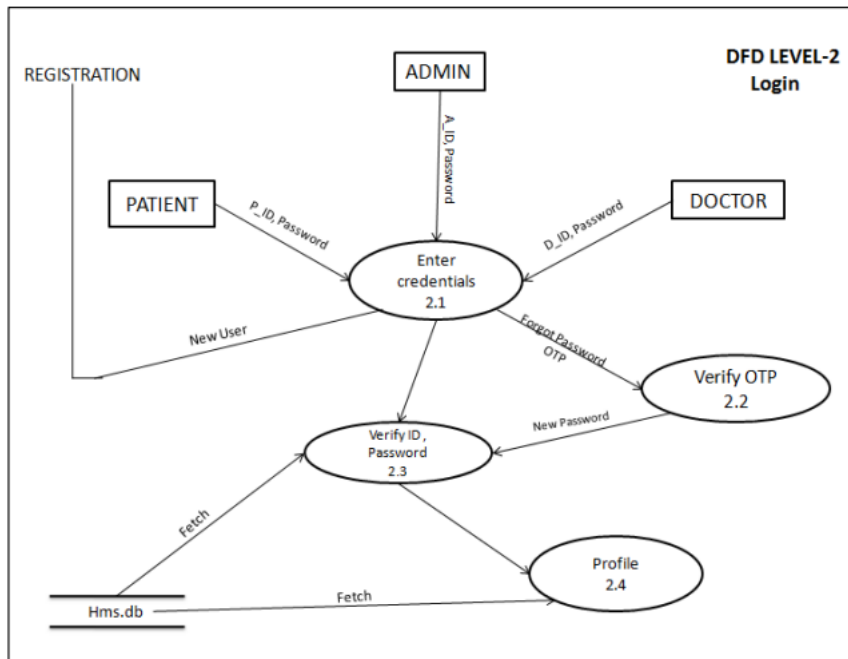 DFD LEVEL-2
Login
REGISTRATION
ADMIN
A_ID, Password
PATIENT
P_ID, Password
DOCTOR
D_ID, Password
Enter
credentials
2.1
New User
Forgot Password
OTP
Verify OTP
2.2
New Password
Verify ID ,
Password
2.3
Fetch
Profile
2.4
Fetch
Hms.db